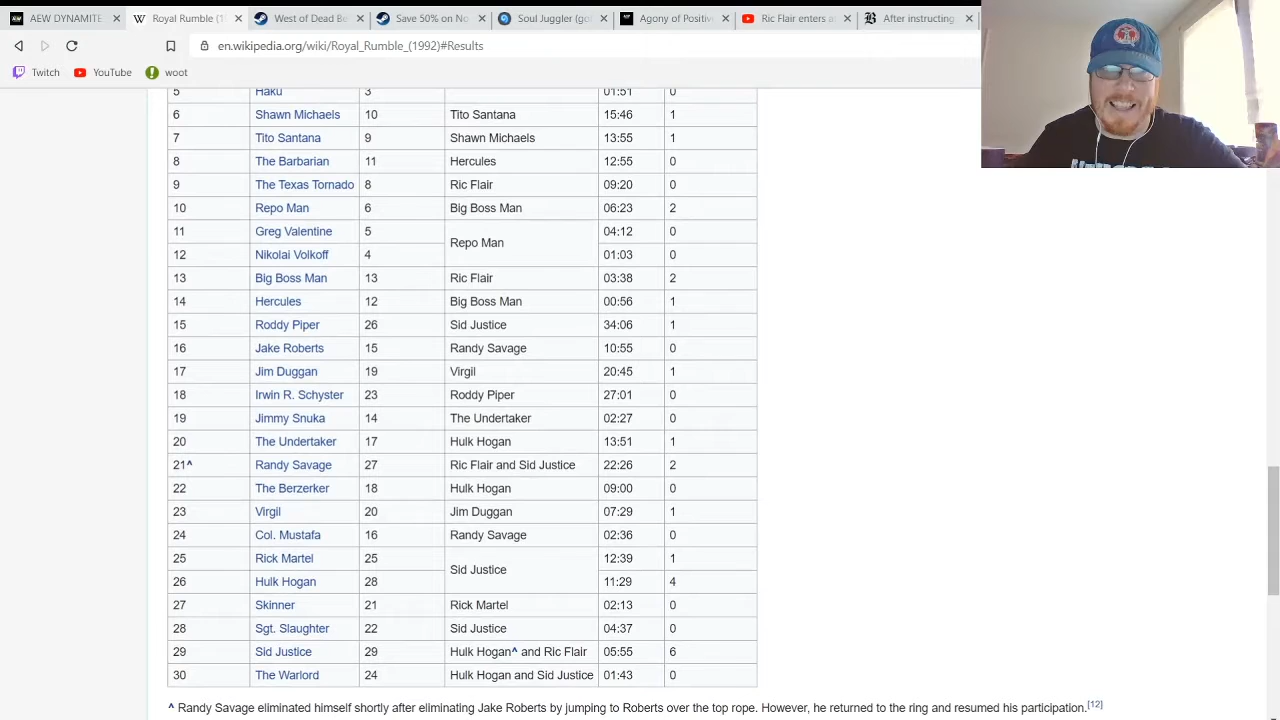 AEW DYNAMITE
Royal Rumble (1
West of Dead Be
Save 50% on No
Soul Juggler (gol
Agony of Positiv
Ric Flair enters a
After instructing
en.wikipedia.org/wiki/Royal_Rumble_(1992)#Results
Twitch YouTube woot
5 Haku 3 01:51 0
6 Shawn Michaels 10 Tito Santana 15:46 1
7 Tito Santana 9 Shawn Michaels 13:55 1
8 The Barbarian 11 Hercules 12:55 0
9 The Texas Tornado 8 Ric Flair 09:20 0
10 Repo Man 6 Big Boss Man 06:23 2
11 Greg Valentine 5 Repo Man 04:12 0
12 Nikolai Volkoff 4 01:03 0
13 Big Boss Man 13 Ric Flair 03:38 2
14 Hercules 12 Big Boss Man 00:56 1
15 Roddy Piper 26 Sid Justice 34:06 1
16 Jake Roberts 15 Randy Savage 10:55 0
17 Jim Duggan 19 Virgil 20:45 1
18 Irwin R. Schyster 23 Roddy Piper 27:01 0
19 Jimmy Snuka 14 The Undertaker 02:27 0
20 The Undertaker 17 Hulk Hogan 13:51 1
21^ Randy Savage 27 Ric Flair and Sid Justice 22:26 2
22 The Berzerker 18 Hulk Hogan 09:00 0
23 Virgil 20 Jim Duggan 07:29 1
24 Col. Mustafa 16 Randy Savage 02:36 0
25 Rick Martel 25 Sid Justice 12:39 1
26 Hulk Hogan 28 11:29 4
27 Skinner 21 Rick Martel 02:13 0
28 Sgt. Slaughter 22 Sid Justice 04:37 0
29 Sid Justice 29 Hulk Hogan^ and Ric Flair 05:55 6
30 The Warlord 24 Hulk Hogan and Sid Justice 01:43 0
^ Randy Savage eliminated himself shortly after eliminating Jake Roberts by jumping to Roberts over the top rope. However, he returned to the ring and resumed his participation.[12]